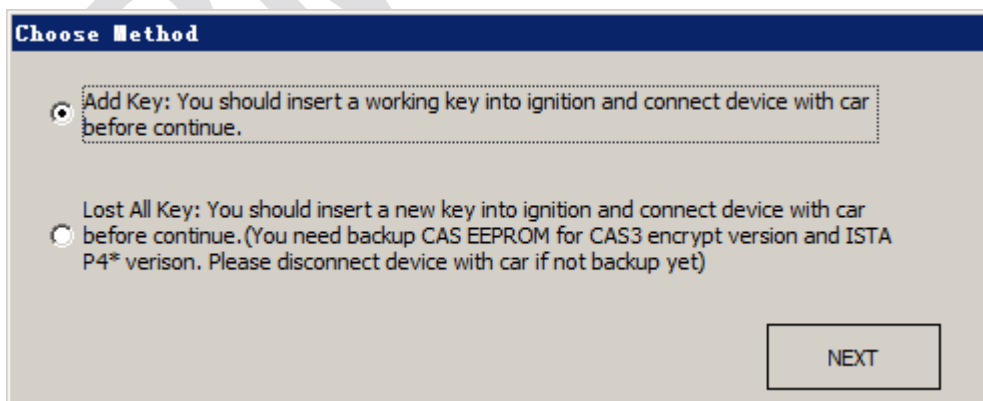 Choose Method
Add Key: You should insert a working key into ignition and connect device with car
before continue.
Lost All Key: You should insert a new key into ignition and connect device with car
before continue.(You need backup CAS EEPROM for CAS3 encrypt version and ISTA
P4* verison. Please disconnect device with car if not backup yet)
NEXT